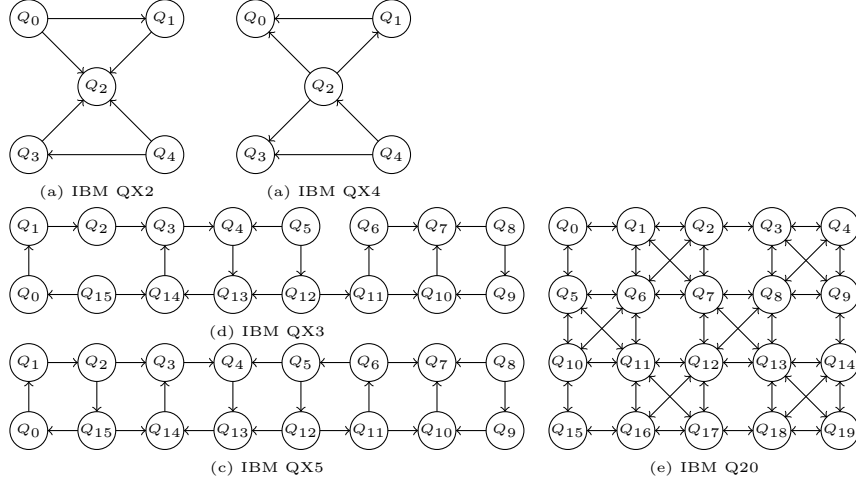 Q0 Q1 Q0 Q1
Q2 Q2
Q3 Q4 Q3 Q4
(a) IBM QX2 (a) IBM QX4
Q1 Q2 Q3 Q4 Q5 Q6 Q7 Q8
Q0 Q15 Q14 Q13 Q12 Q11 Q10 Q9
(d) IBM QX3
Q1 Q2 Q3 Q4 Q5 Q6 Q7 Q8
Q0 Q15 Q14 Q13 Q12 Q11 Q10 Q9
(c) IBM QX5
Q0 Q1 Q2 Q3 Q4
Q5 Q6 Q7 Q8 Q9
Q10 Q11 Q12 Q13 Q14
Q15 Q16 Q17 Q18 Q19
(e) IBM Q20